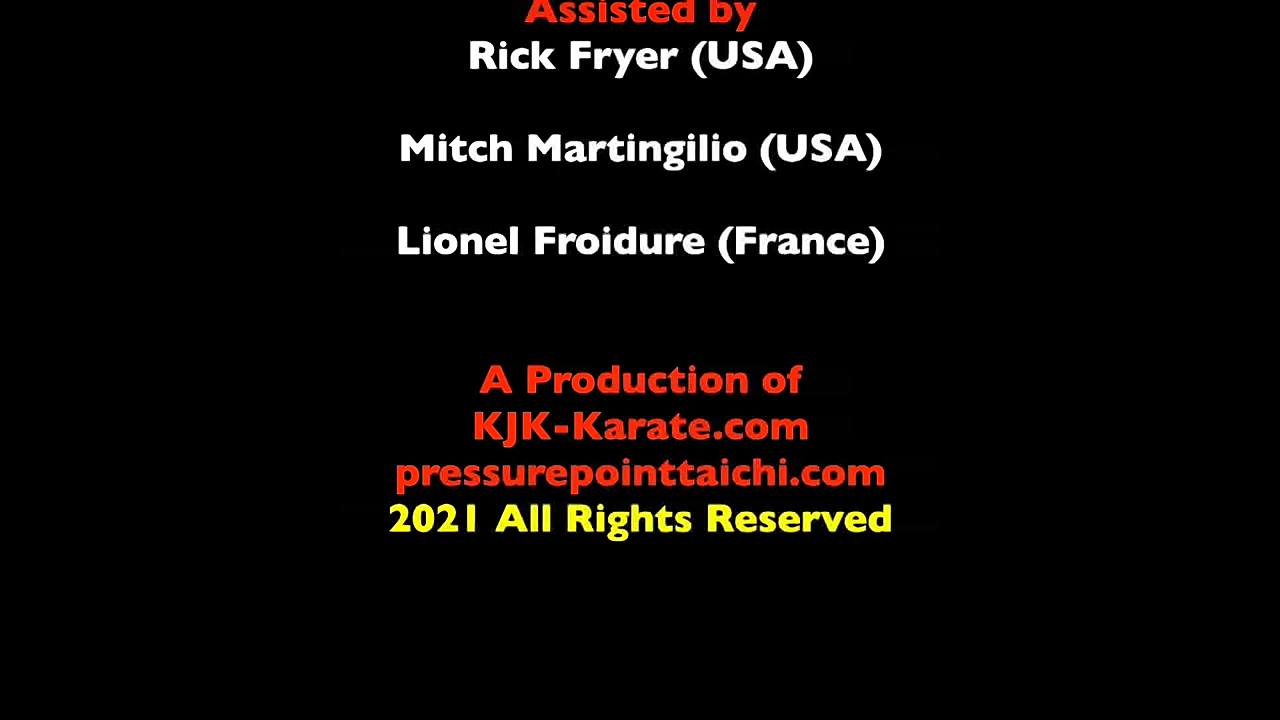 Assisted by
Rick Fryer (USA)
Mitch Martingilio (USA)
Lionel Froidure (France)
A Production of
KJK-Karate.com
pressurepointtaichi.com
2021 All Rights Reserved